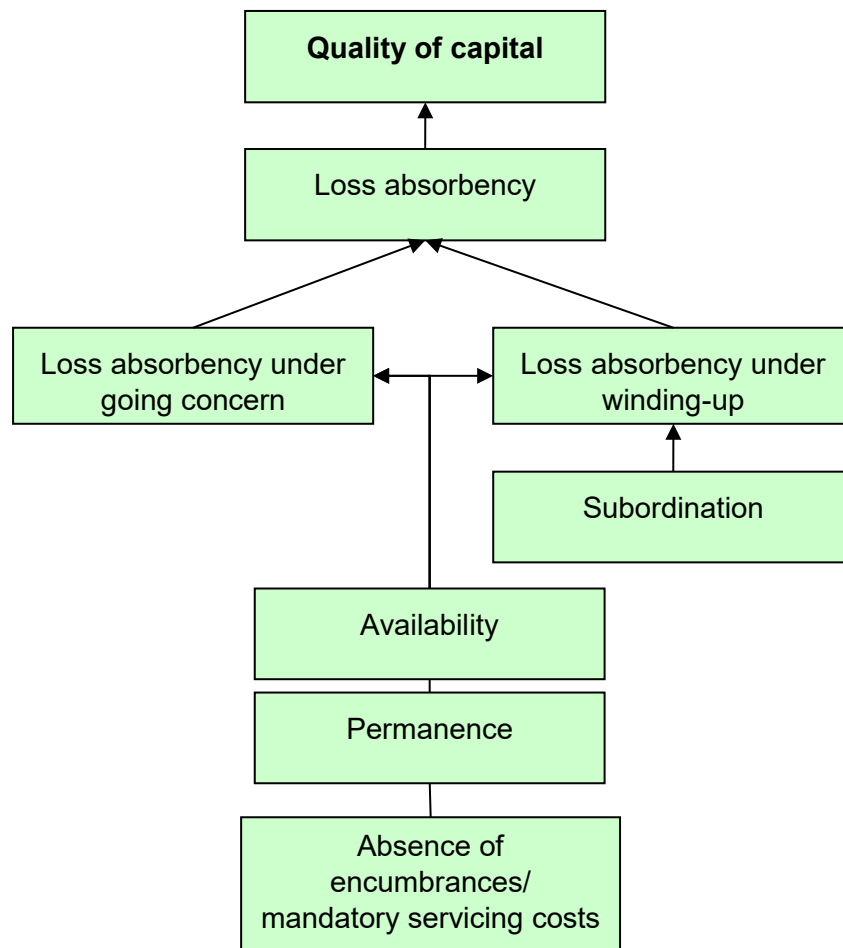 Quality of capital
Loss absorbency
Loss absorbency under
going concern
Loss absorbency under
winding-up
Subordination
Availability
Permanence
Absence of
encumbrances/
mandatory servicing costs